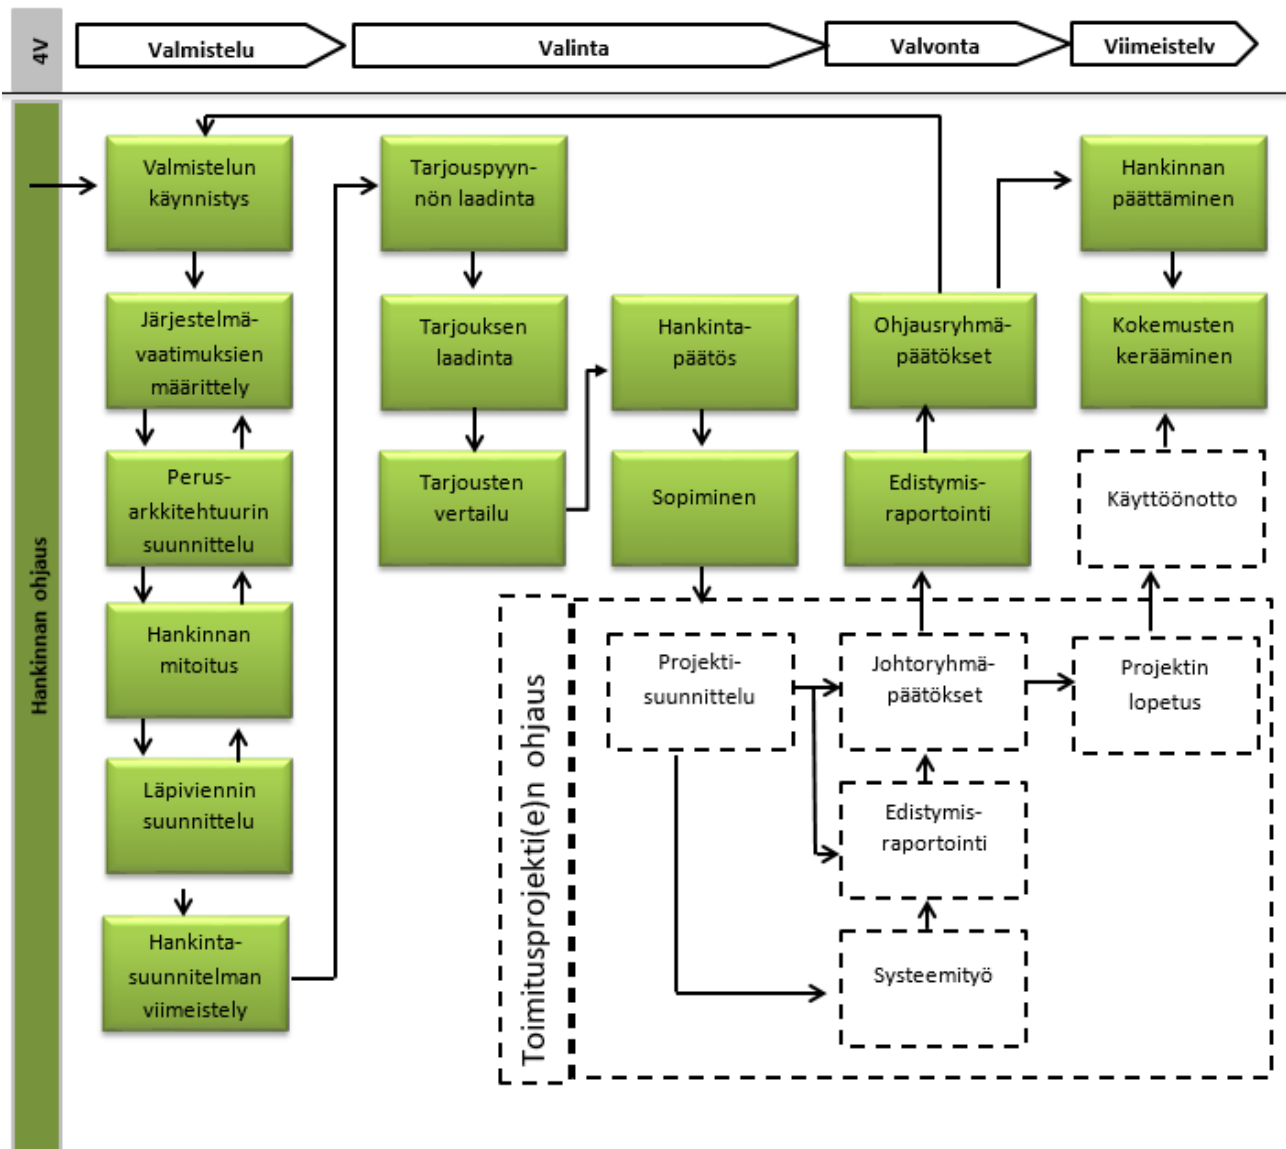 4V
Valmistelu
Valinta
Valvonta
Viimeistelv
Hankinnan ohjaus
Valmistelun
käynnistys
Järjestelmä-
vaatimuksien
määrittely
Perus-
arkkitehtuurin
suunnittelu
Hankinnan
mitoitus
Läpiviennin
suunnittelu
Hankinta-
suunnitelman
viimeistely
Tarjouspyyn-
nön laadinta
Tarjouksen
laadinta
Tarjousten
vertailu
Hankinta-
päätös
Sopiminen
Ohjausryhmä-
päätökset
Edistymis-
raportointi
Hankinnan
päättäminen
Kokemusten
kerääminen
Käyttöönotto
Toimitusprojekti(e)n ohjaus
Projekti-
suunnittelu
Johtoryhmä-
päätökset
Edistymis-
raportointi
Systeemityö
Projektin
lopetus